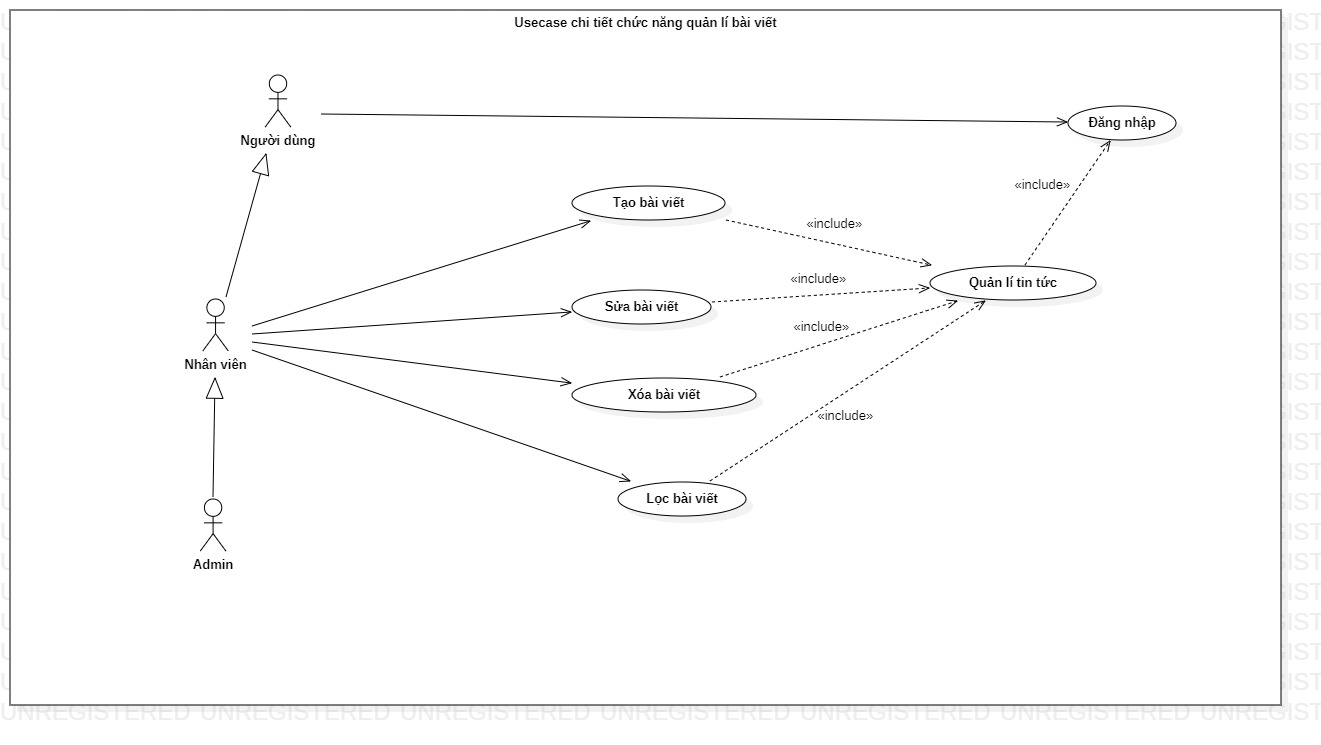 Usecase chi tiết chức năng quản lí bài viết
Người dùng
Đăng nhập
«include»
Tạo bài viết
«include»
Quản lí tin tức
«include»
Sửa bài viết
«include»
Nhân viên
Xóa bài viết
«include»
Lọc bài viết
Admin
UNREGISTERED UNREGISTERED UNREGISTERED UNREGISTERED UNREGISTERED UNREGISTERED UNREGIST